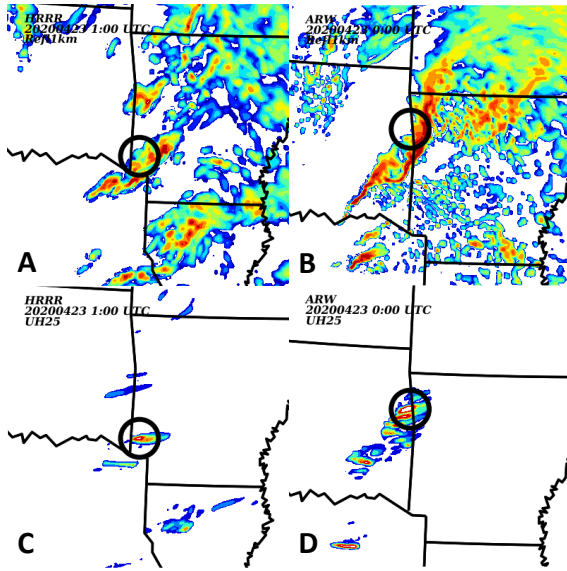 HRRR
20200423 1:00 UTC
Refl1km
A
ARW
20200423 0:00 UTC
Refl1km
B
HRRR
20200423 1:00 UTC
UH25
C
ARW
20200423 0:00 UTC
UH25
D